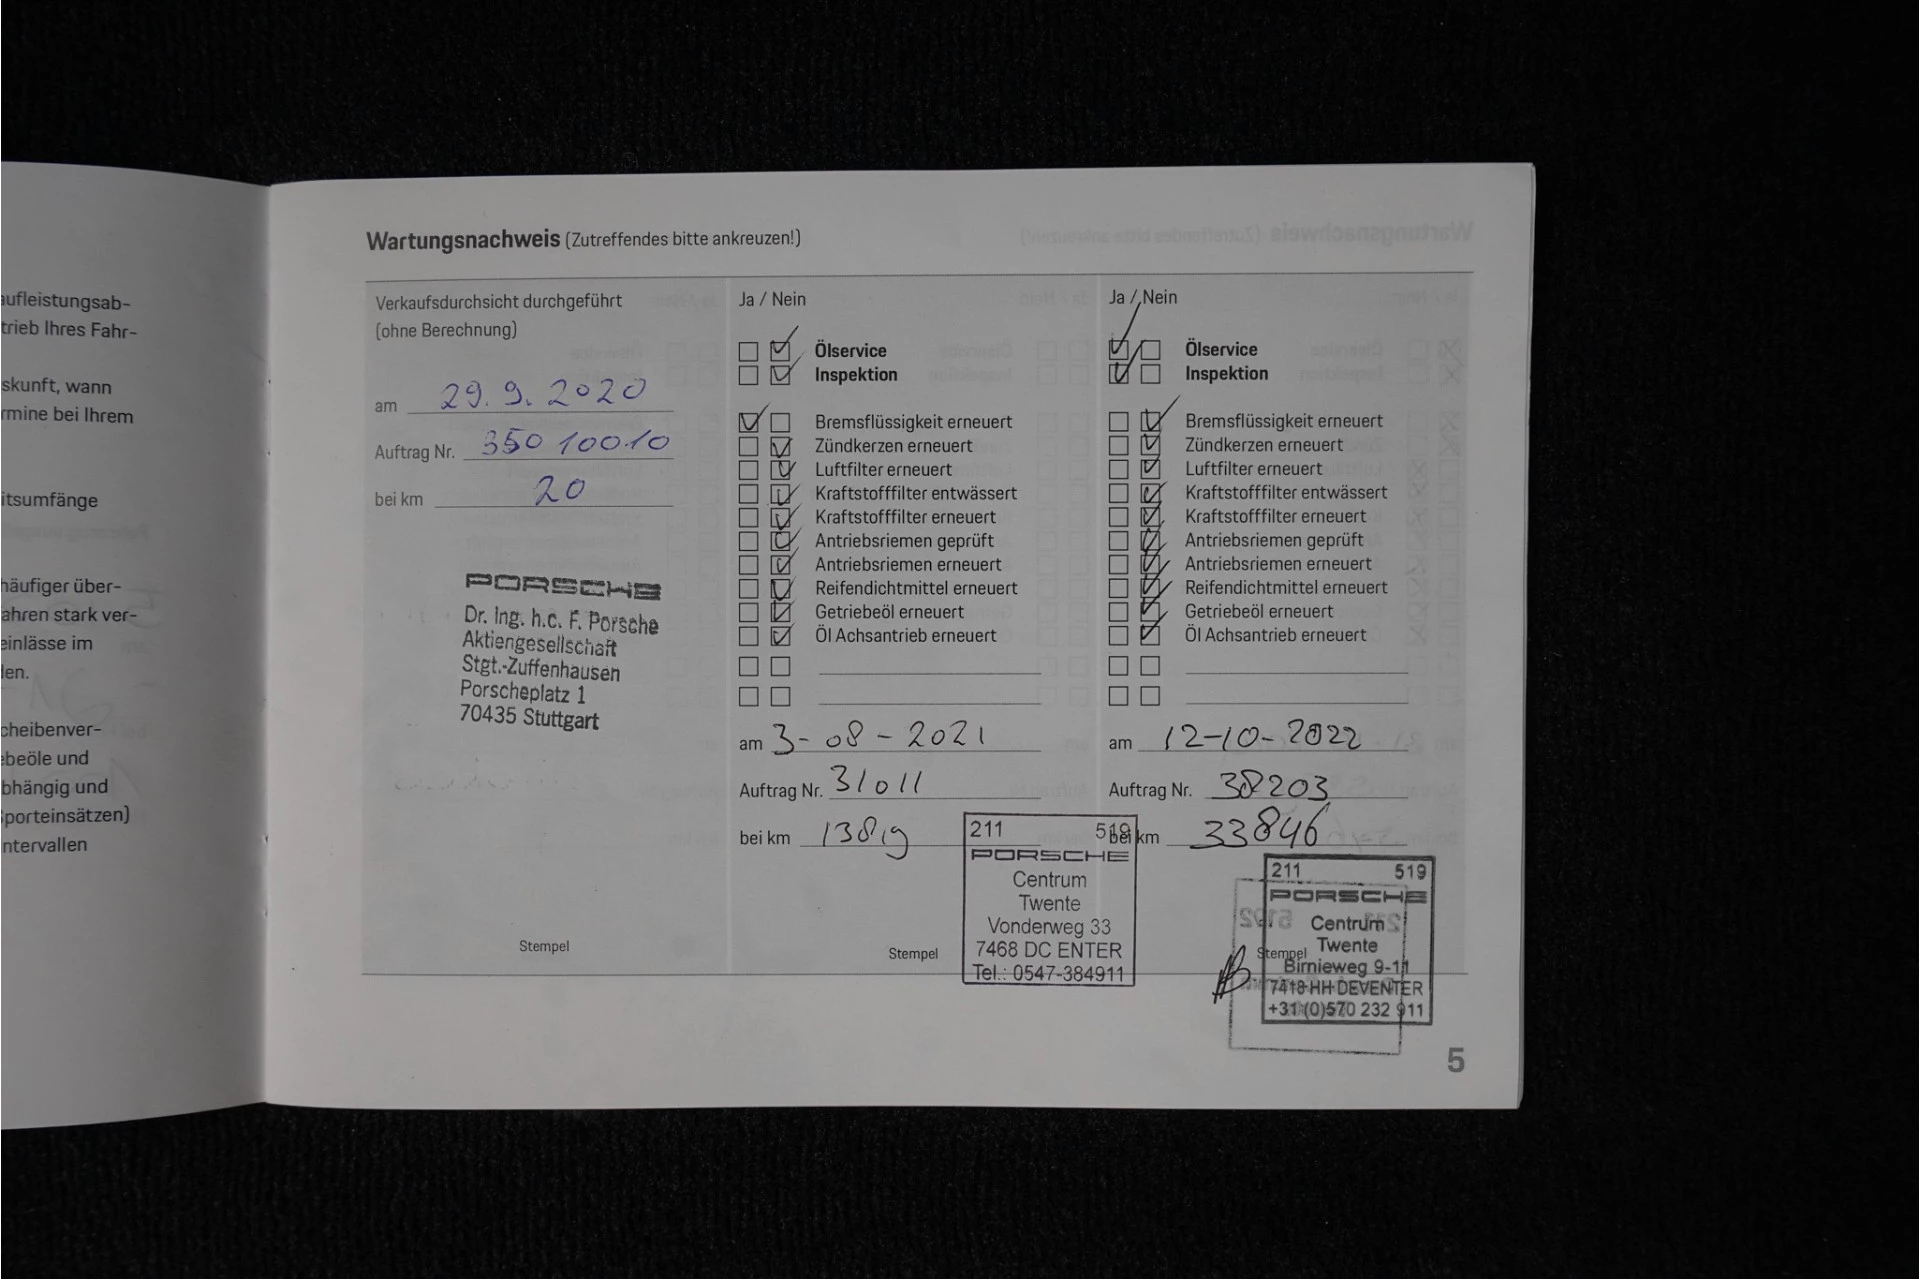 aufleistungsab-
trieb Ihres Fahr-
skunft, wann
rmine bei Ihrem
itsumfänge
häufiger über-
ahren stark ver-
einlässe im
den.
cheibenver-
ebeöle und
bhängig und
Sporteinsätzen)
ntervallen
Wartungsnachweis (Zutreffendes bitte ankreuzen!)
Verkaufsdurchsicht durchgeführt
(ohne Berechnung)
am 29.9.2020
Auftrag Nr. 350 10010
bei km 20
PORSCHE
Dr. Ing. h.c. F. Porsche
Aktiengesellschaft
Stgt.-Zuffenhausen
Porscheplatz 1
70435 Stuttgart
Stempel
Ja / Nein
Ölservice
Inspektion
Bremsflüssigkeit erneuert
Zündkerzen erneuert
Luftfilter erneuert
Kraftstofffilter entwässert
Kraftstofffilter erneuert
Antriebsriemen geprüft
Antriebsriemen erneuert
Reifendichtmittel erneuert
Getriebeöl erneuert
Öl Achsantrieb erneuert
am 3-08-2021
Auftrag Nr. 31011
bei km 13819
Stempel
211 519
PORSCHE
Centrum
Twente
Vonderweg 33
7468 DC ENTER
Tel.: 0547-384911
Ja / Nein
Ölservice
Inspektion
Bremsflüssigkeit erneuert
Zündkerzen erneuert
Luftfilter erneuert
Kraftstofffilter entwässert
Kraftstofffilter erneuert
Antriebsriemen geprüft
Antriebsriemen erneuert
Reifendichtmittel erneuert
Getriebeöl erneuert
Öl Achsantrieb erneuert
am 12-10-2022
Auftrag Nr. 38203
bei km 33846
Stempel
211 519
PORSCHE
Centrum
Twente
Birnieweg 9-11
7418 HH DEVENTER
+31 (0)570 232 911
5